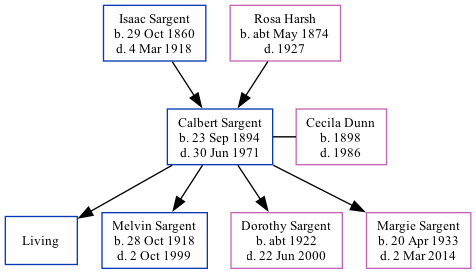 Isaac Sargent
b. 29 Oct 1860
d. 4 Mar 1918
Rosa Harsh
b. abt May 1874
d. 1927
Calbert Sargent
b. 23 Sep 1894
d. 30 Jun 1971
Cecila Dunn
b. 1898
d. 1986
Living
Melvin Sargent
b. 28 Oct 1918
d. 2 Oct 1999
Dorothy Sargent
b. abt 1922
d. 22 Jun 2000
Margie Sargent
b. 20 Apr 1933
d. 2 Mar 2014